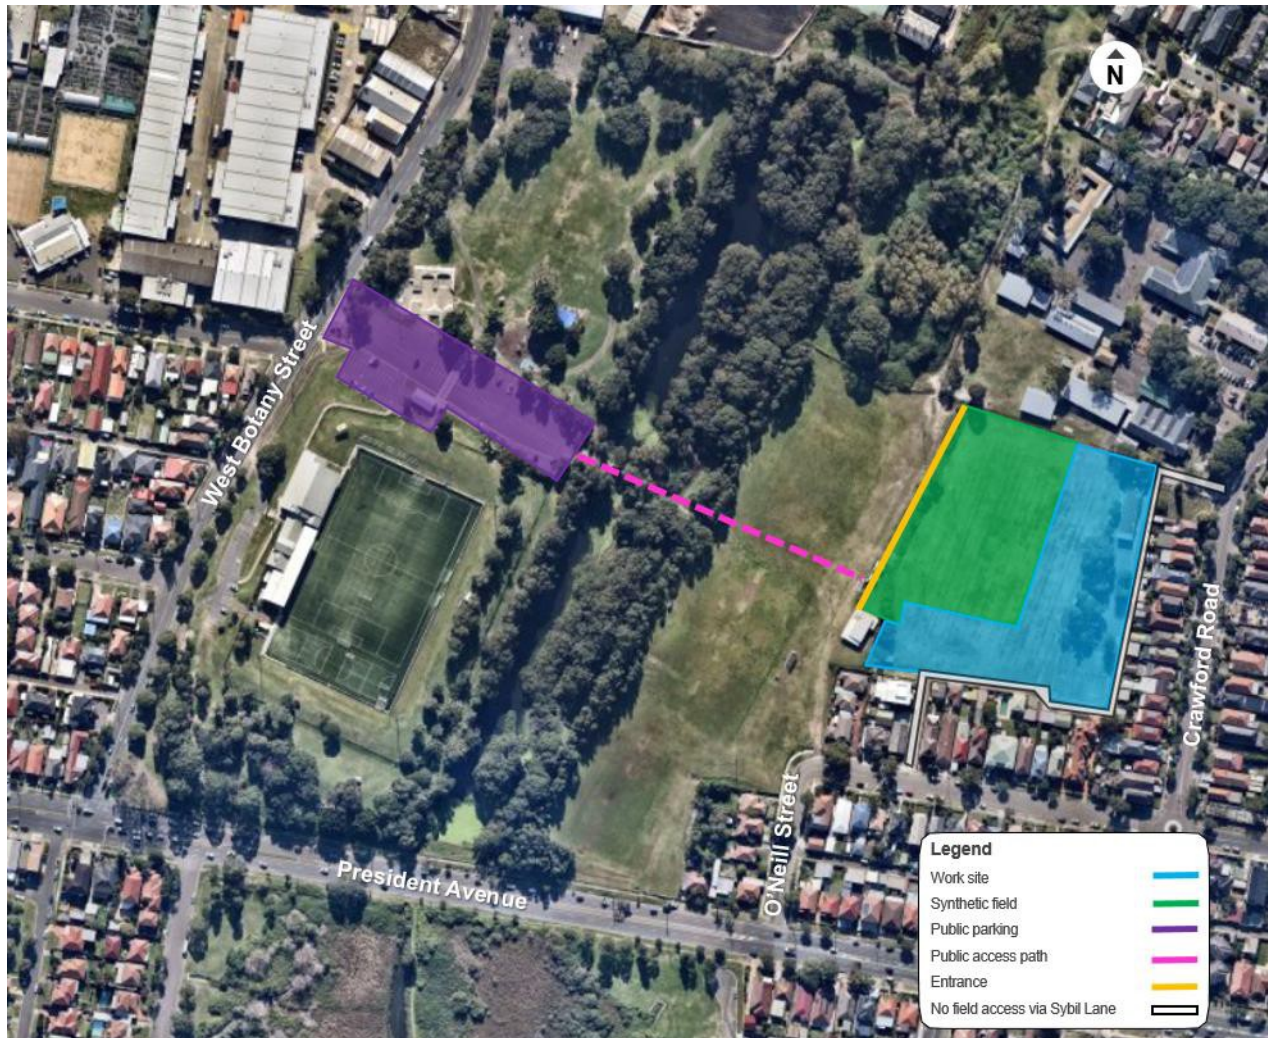 N
West Botany Street
Crawford Road
O'Neill Street
President Avenue
Legend
Work site
Synthetic field
Public parking
Public access path
Entrance
No field access via Sybil Lane